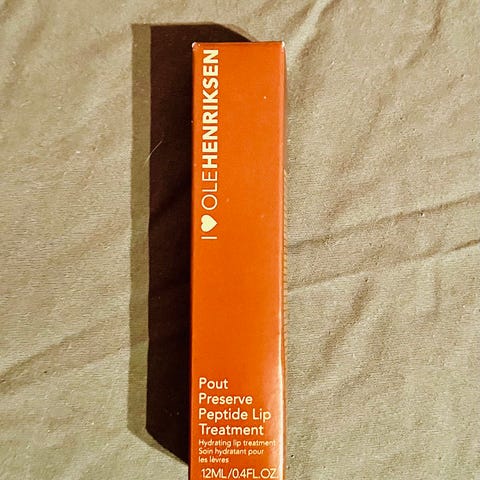 I ♥ OLEHENRIKSEN
Pout
Preserve
Peptide Lip
Treatment
Hydrating lip treatment
Soin hydratant pour
les lèvres
12ML/0.4FL.OZ